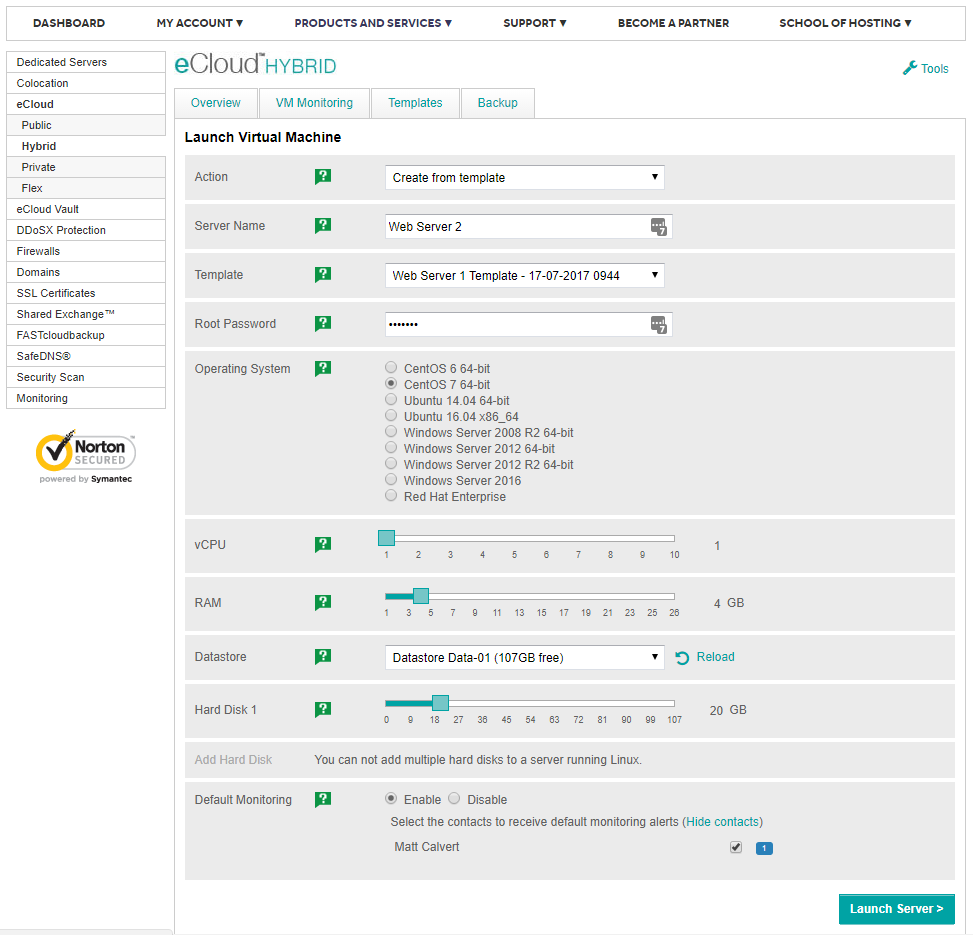 DASHBOARD MY ACCOUNT ▼ PRODUCTS AND SERVICES ▼ SUPPORT ▼ BECOME A PARTNER SCHOOL OF HOSTING ▼
Dedicated Servers
Colocation
eCloud
Public
Hybrid
Private
Flex
eCloud Vault
DDoSX Protection
Firewalls
Domains
SSL Certificates
Shared Exchange™
FASTcloudbackup
SafeDNS®
Security Scan
Monitoring
Norton™
SECURED
powered by Symantec
eCloud™HYBRID
Tools
Overview VM Monitoring Templates Backup
Launch Virtual Machine
Action ? Create from template ▼
Server Name ? Web Server 2 7
Template ? Web Server 1 Template - 17-07-2017 0944 ▼
Root Password ? ••••••• 7
Operating System ? CentOS 6 64-bit
CentOS 7 64-bit
Ubuntu 14.04 64-bit
Ubuntu 16.04 x86_64
Windows Server 2008 R2 64-bit
Windows Server 2012 64-bit
Windows Server 2012 R2 64-bit
Windows Server 2016
Red Hat Enterprise
vCPU ? 1
1 2 3 4 5 6 7 8 9 10
RAM ? 4 GB
1 3 5 7 9 11 13 15 17 19 21 23 25 26
Datastore ? Datastore Data-01 (107GB free) ▼ Reload
Hard Disk 1 ? 20 GB
0 9 18 27 36 45 54 63 72 81 90 99 107
Add Hard Disk You can not add multiple hard disks to a server running Linux.
Default Monitoring ? Enable Disable
Select the contacts to receive default monitoring alerts (Hide contacts)
Matt Calvert 1
Launch Server >